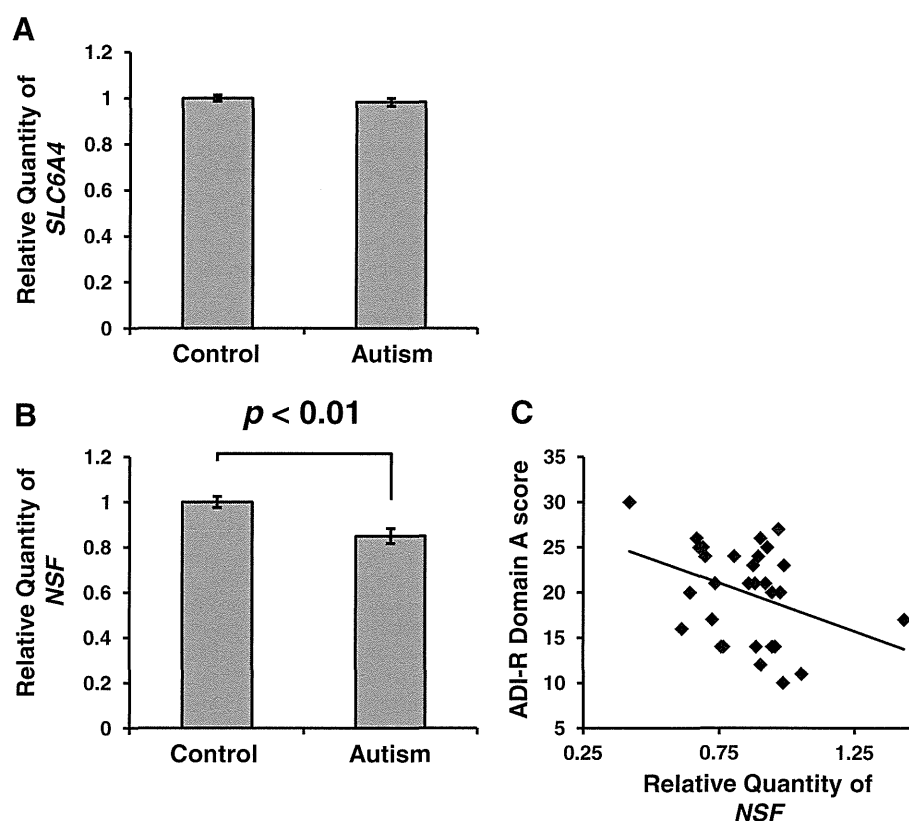 A
Relative Quantity of
SLC6A4
1.2
1
0.8
0.6
0.4
0.2
0
Control
Autism
B
p < 0.01
Relative Quantity of
NSF
1.2
1
0.8
0.6
0.4
0.2
0
Control
Autism
C
ADI-R Domain A score
35
30
25
20
15
10
5
0.25
0.75
1.25
Relative Quantity of
NSF